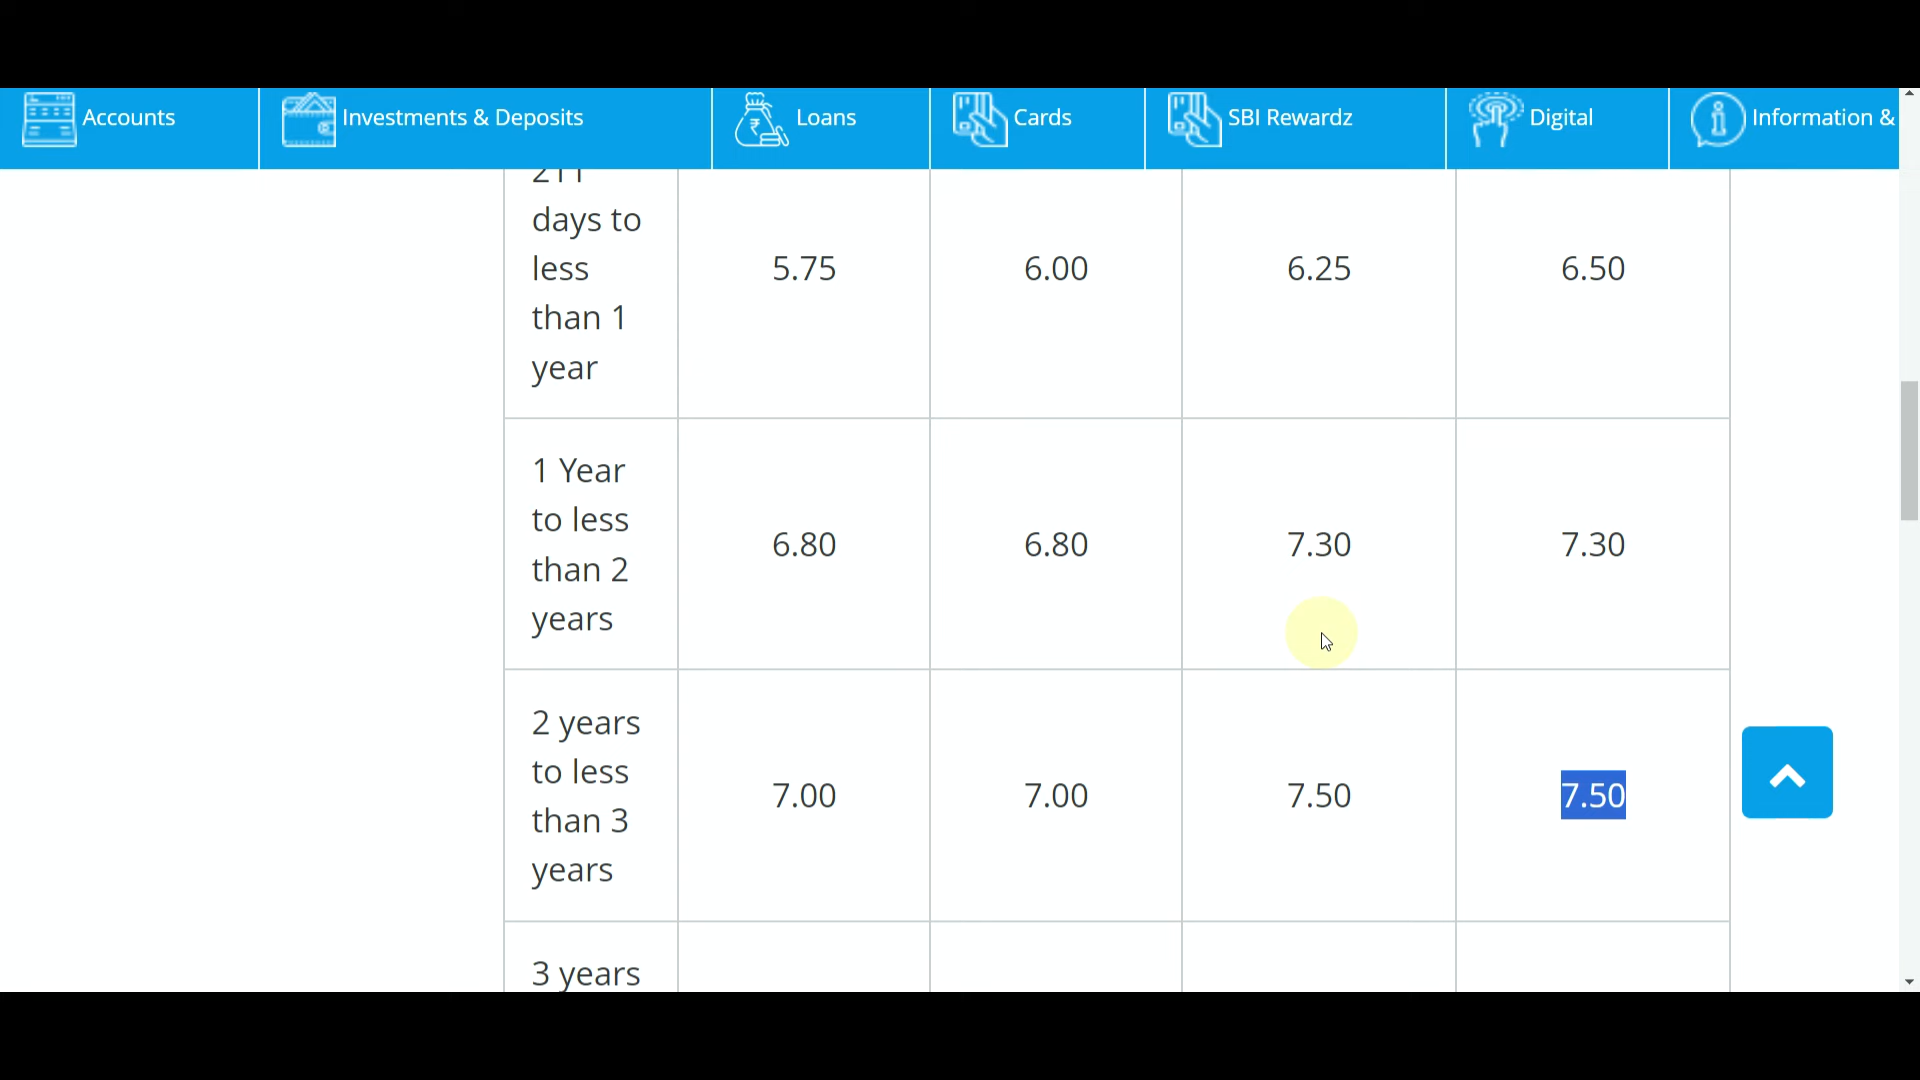 Accounts
Investments & Deposits
Loans
Cards
SBI Rewardz
Digital
Information &
211
days to
less
than 1
year
5.75
6.00
6.25
6.50
1 Year
to less
than 2
years
6.80
6.80
7.30
7.30
2 years
to less
than 3
years
7.00
7.00
7.50
7.50
3 years